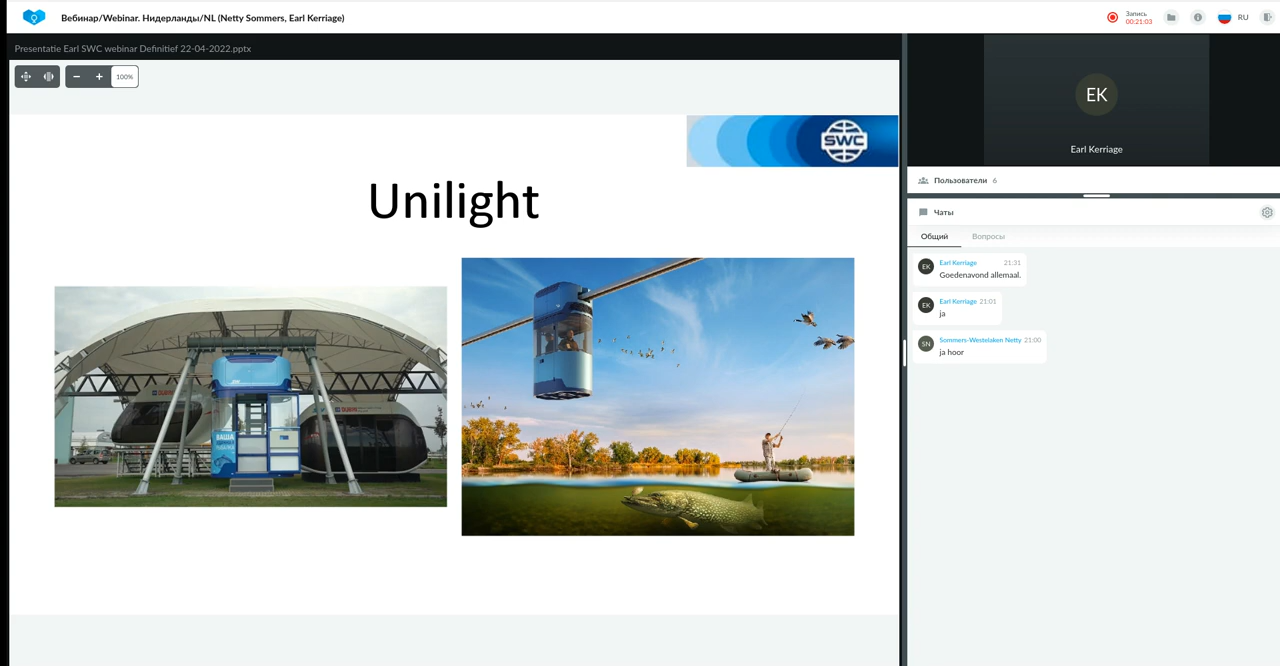 Вебинар/Webinar. Нидерланды/NL (Netty Sommers, Earl Kerriage)
Запись
00:21:03
RU
Presentatie Earl SWC webinar Definitief 22-04-2022.pptx
100%
SWC
Unilight
EK
Earl Kerriage
Пользователи 6
Чаты
Общий
Вопросы
EK
Earl Kerriage 21:31
Goedenavond allemaal.
EK
Earl Kerriage 21:01
ja
SN
Sommers-Westelaken Netty 21:00
ja hoor